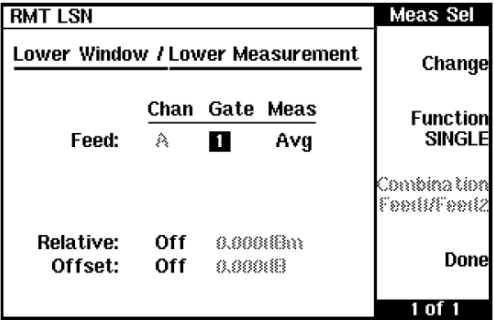 RMT LSN
Meas Sel
Lower Window / Lower Measurement
Change
Chan Gate Meas
Feed: A 1 Avg
Function
SINGLE
Combination
Feed1/Feed2
Relative: Off 0.000dBm
Offset: Off 0.000dB
Done
1 of 1